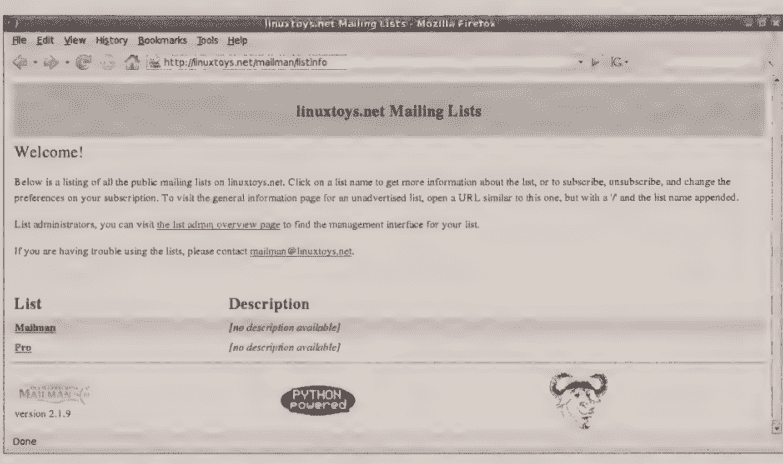 linuxtoys.net Mailing Lists - Mozilla Firefox
File Edit View History Bookmarks Tools Help
http://linuxtoys.net/mailman/listinfo
linuxtoys.net Mailing Lists
Welcome!
Below is a listing of all the public mailing lists on linuxtoys.net. Click on a list name to get more information about the list, or to subscribe, unsubscribe, and change the
preferences on your subscription. To visit the general information page for an unadvertised list, open a URL similar to this one, but with a '/' and the list name appended.
List administrators, you can visit the list admin overview page to find the management interface for your list.
If you are having trouble using the lists, please contact mailman@linuxtoys.net.
List Description
Mailman [no description available]
Pro [no description available]
MAILMAN
PYTHON
Powered
version 2.1.9
Done